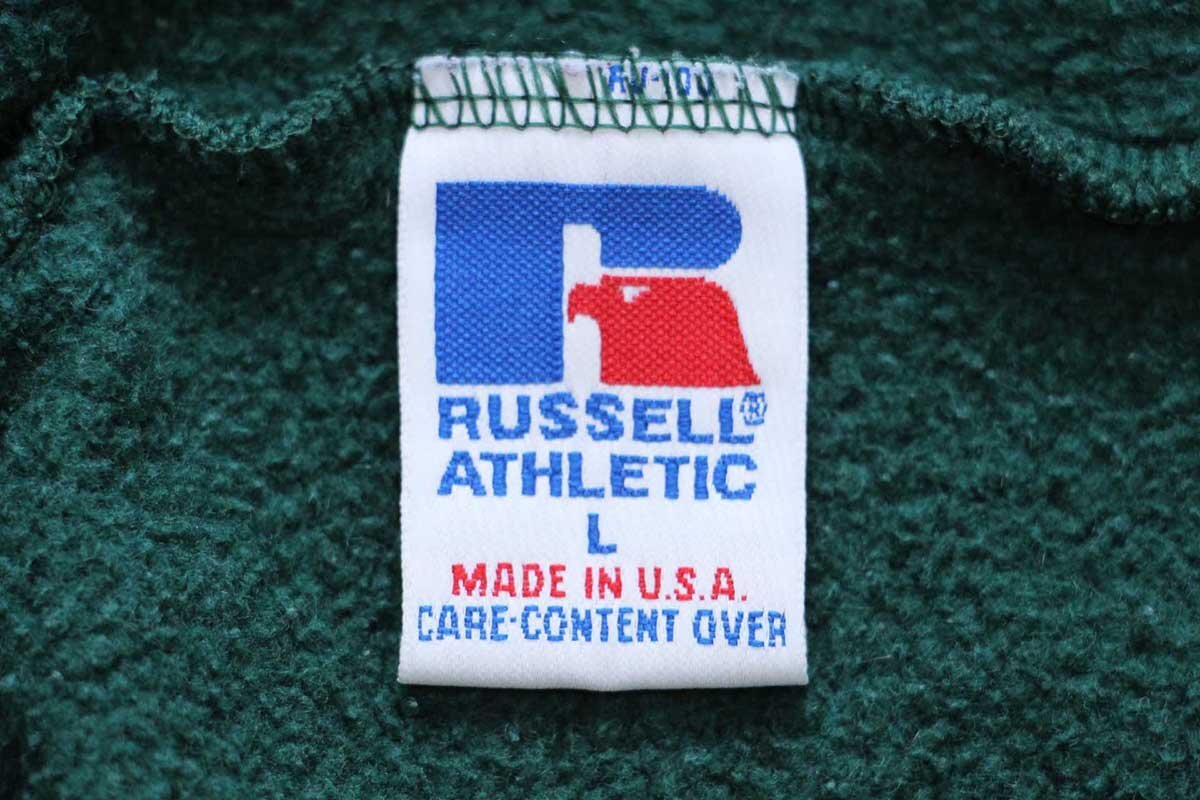 RUSSELL®
ATHLETIC
L
MADE IN U.S.A.
CARE-CONTENT OVER